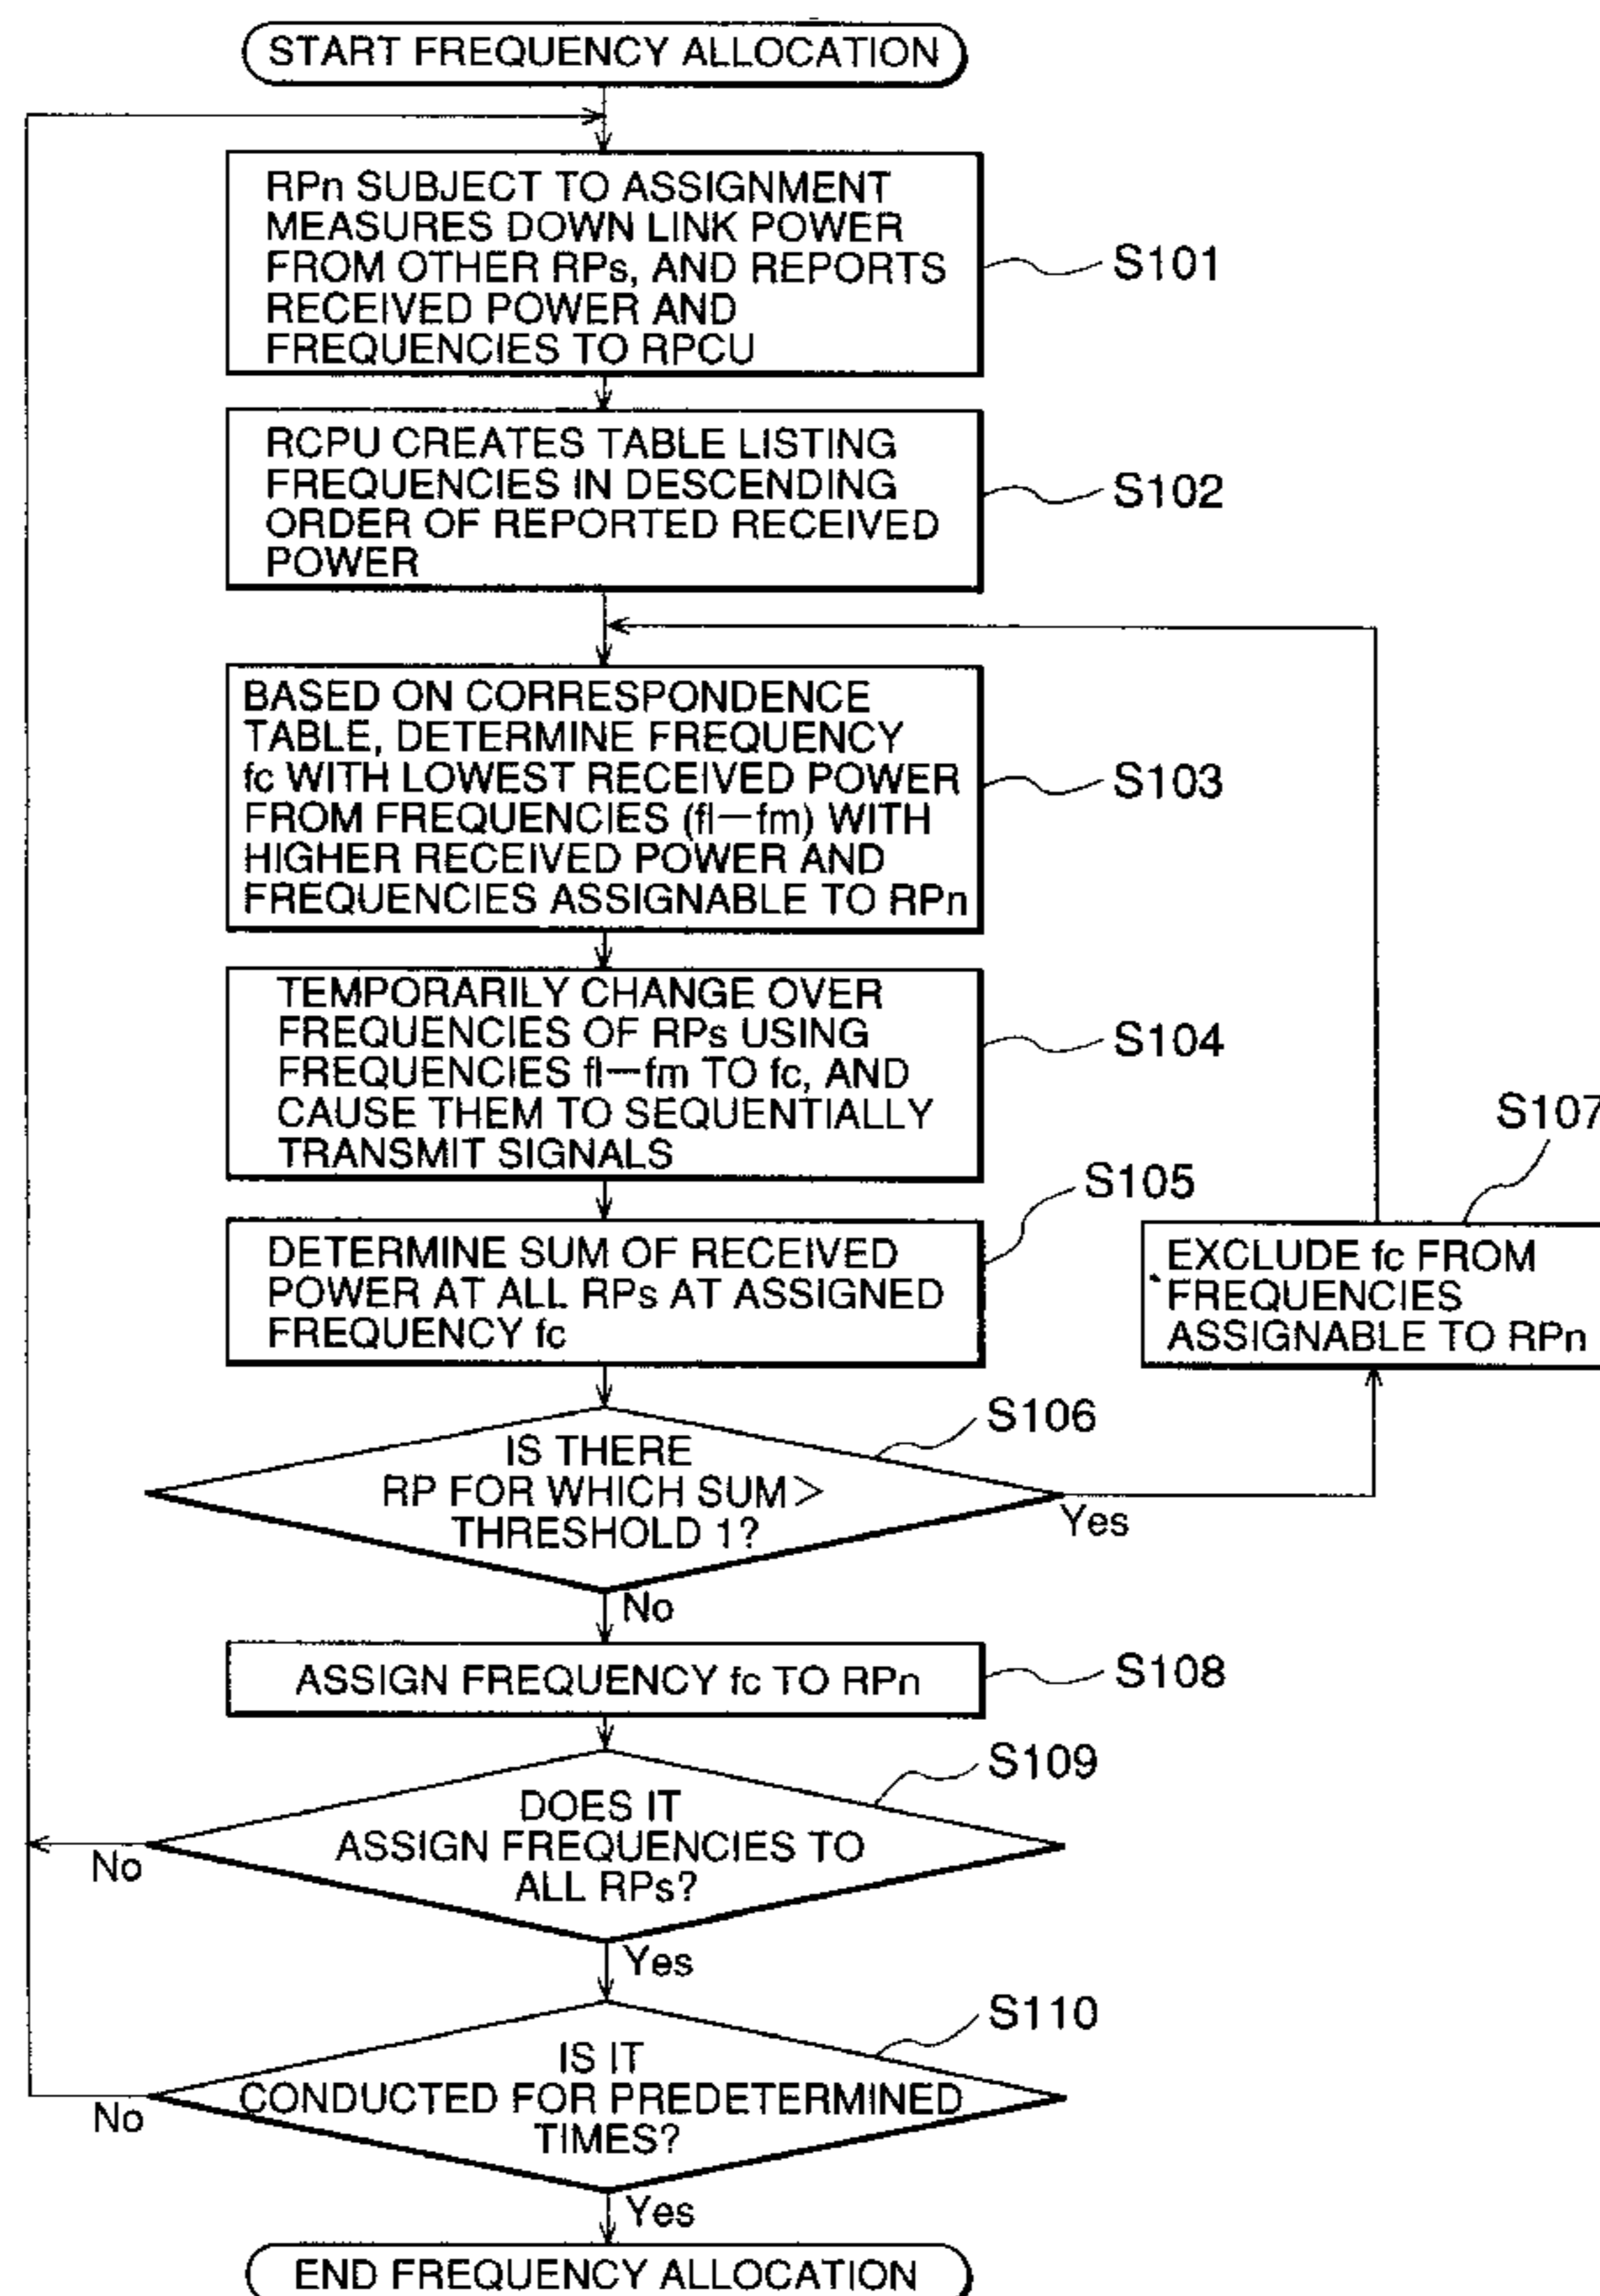 START FREQUENCY ALLOCATION
RPn SUBJECT TO ASSIGNMENT
MEASURES DOWN LINK POWER
FROM OTHER RPs, AND REPORTS
RECEIVED POWER AND
FREQUENCIES TO RPCU
S101
RCPU CREATES TABLE LISTING
FREQUENCIES IN DESCENDING
ORDER OF REPORTED RECEIVED
POWER
S102
BASED ON CORRESPONDENCE
TABLE, DETERMINE FREQUENCY
fc WITH LOWEST RECEIVED POWER
FROM FREQUENCIES (fl—fm) WITH
HIGHER RECEIVED POWER AND
FREQUENCIES ASSIGNABLE TO RPn
S103
TEMPORARILY CHANGE OVER
FREQUENCIES OF RPs USING
FREQUENCIES fl—fm TO fc, AND
CAUSE THEM TO SEQUENTIALLY
TRANSMIT SIGNALS
S104
DETERMINE SUM OF RECEIVED
POWER AT ALL RPs AT ASSIGNED
FREQUENCY fc
S105
S107
EXCLUDE fc FROM
FREQUENCIES
ASSIGNABLE TO RPn
IS THERE
RP FOR WHICH SUM>
THRESHOLD 1?
S106
Yes
No
ASSIGN FREQUENCY fc TO RPn
S108
DOES IT
ASSIGN FREQUENCIES TO
ALL RPs?
S109
No
Yes
IS IT
CONDUCTED FOR PREDETERMINED
TIMES?
S110
No
Yes
END FREQUENCY ALLOCATION